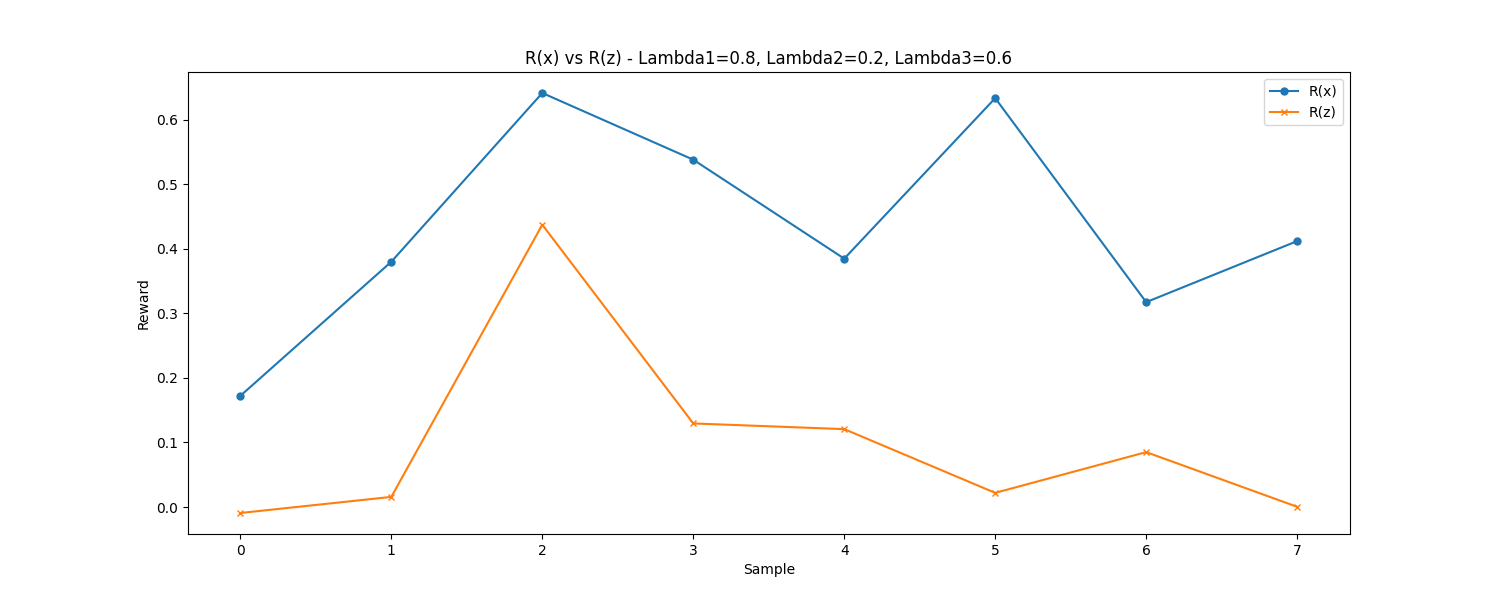 R(x) vs R(z) - Lambda1=0.8, Lambda2=0.2, Lambda3=0.6
R(x)
R(z)
0.6
0.5
0.4
0.3
0.2
0.1
0.0
Reward
0 1 2 3 4 5 6 7
Sample